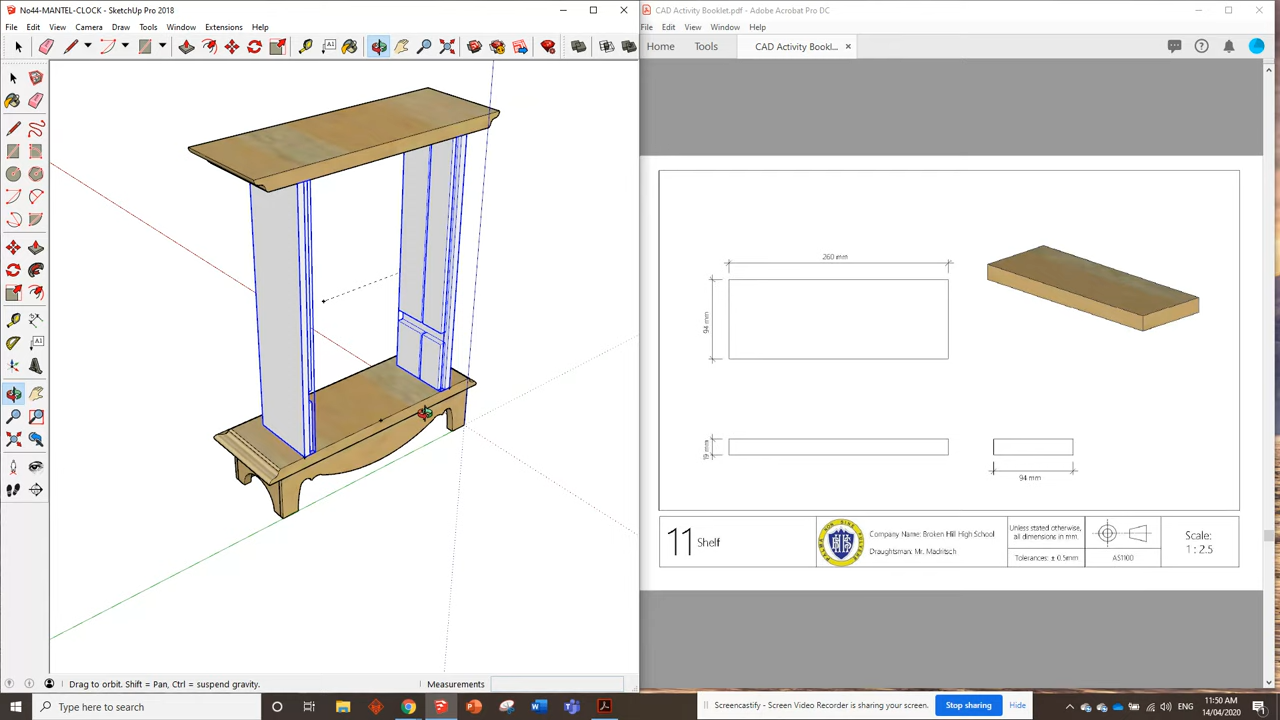 No44-MANTEL-CLOCK - SketchUp Pro 2018
File Edit View Camera Draw Tools Window Extensions Help
Drag to orbit. Shift = Pan, Ctrl = suspend gravity.
Measurements
CAD Activity Booklet.pdf - Adobe Acrobat Pro DC
File Edit View Window Help
Home Tools CAD Activity Bookl... ×
260 mm
94 mm
19 mm
94 mm
11 Shelf
Company Name: Broken Hill High School
Draughtsman: Mr. Madritsch
Unless stated otherwise,
all dimensions in mm.
Tolerances: ± 0.5mm
AS1100
Scale:
1 : 2.5
Type here to search
Screencastify - Screen Video Recorder is sharing your screen.
Stop sharing
Hide
ENG
11:50 AM
14/04/2020